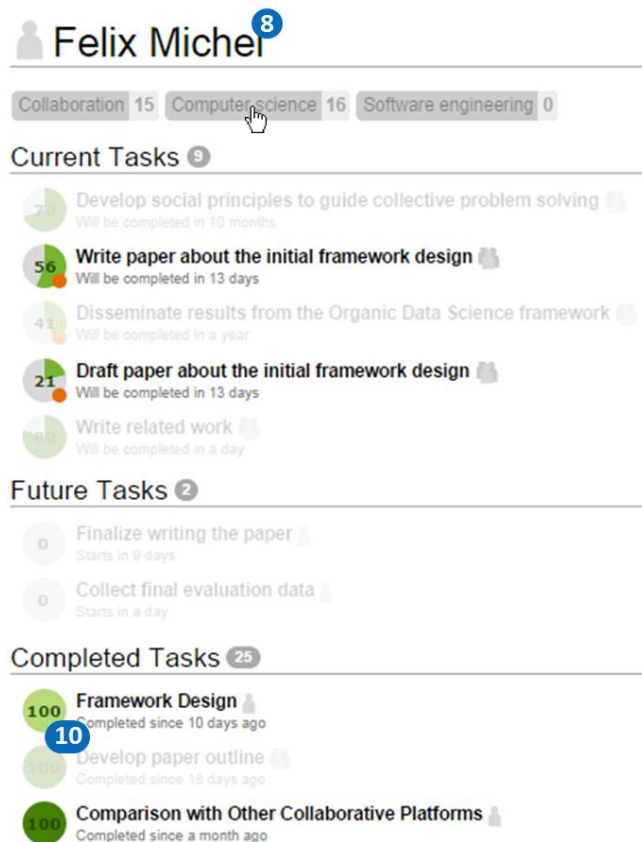 8
Felix Michel
Collaboration 15 Computer science 16 Software engineering 0
Current Tasks 9
70 Develop social principles to guide collective problem solving
Will be completed in 10 months
56 Write paper about the initial framework design
Will be completed in 13 days
41 Disseminate results from the Organic Data Science framework
Will be completed in a year
21 Draft paper about the initial framework design
Will be completed in 13 days
80 Write related work
Will be completed in a day
Future Tasks 2
0 Finalize writing the paper
Starts in 9 days
0 Collect final evaluation data
Starts in a day
Completed Tasks 25
100 Framework Design
Completed since 10 days ago
10
100 Develop paper outline
Completed since 18 days ago
100 Comparison with Other Collaborative Platforms
Completed since a month ago